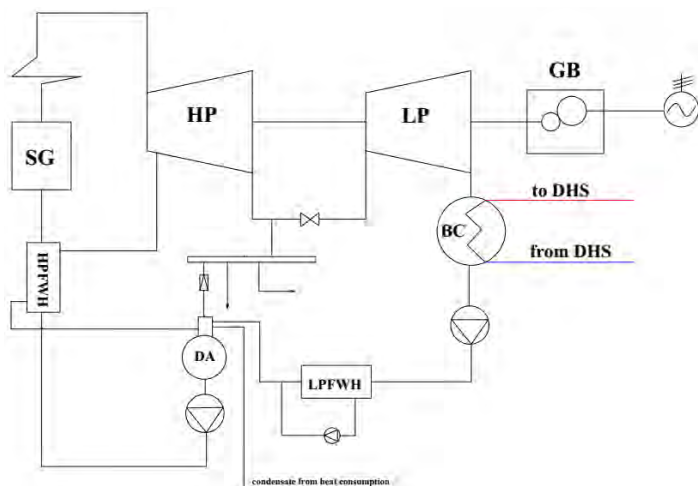 GB
HP
LP
SG
to DHS
BC
from DHS
HPFWH
DA
LPFWH
condensate from heat consumption